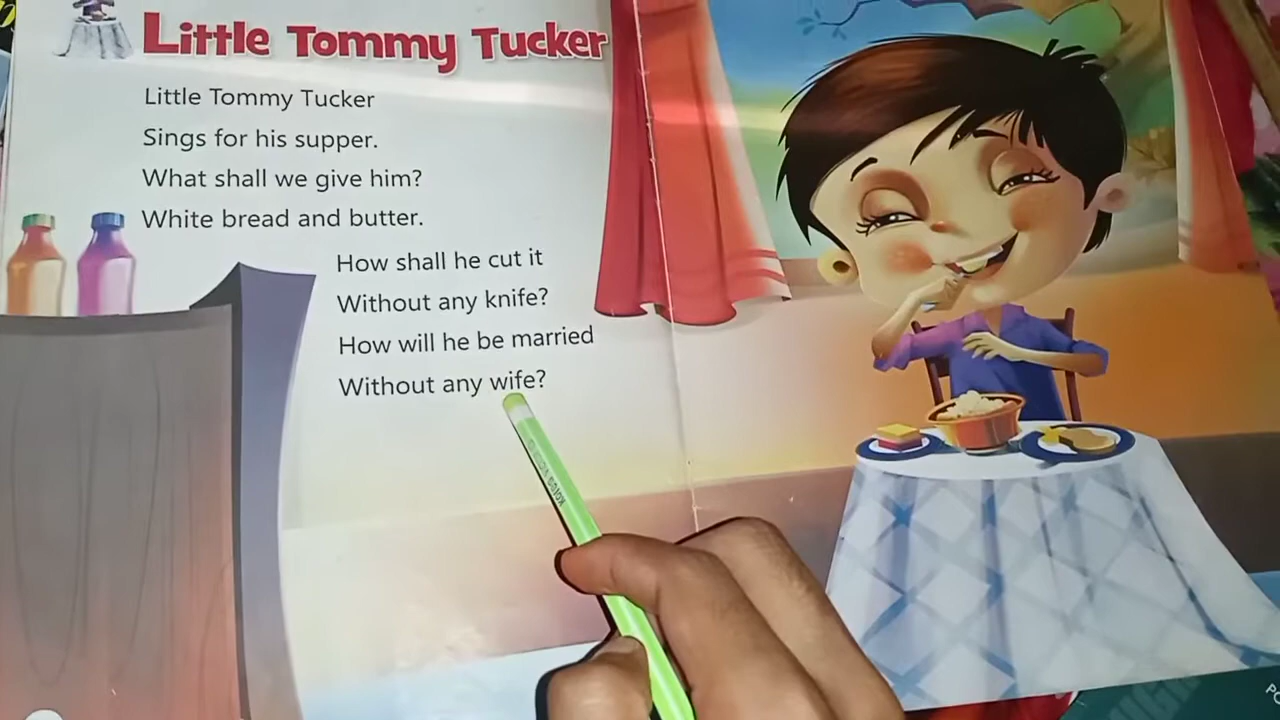 Little Tommy Tucker
Little Tommy Tucker
Sings for his supper.
What shall we give him?
White bread and butter.
How shall he cut it
Without any knife?
How will he be married
Without any wife?